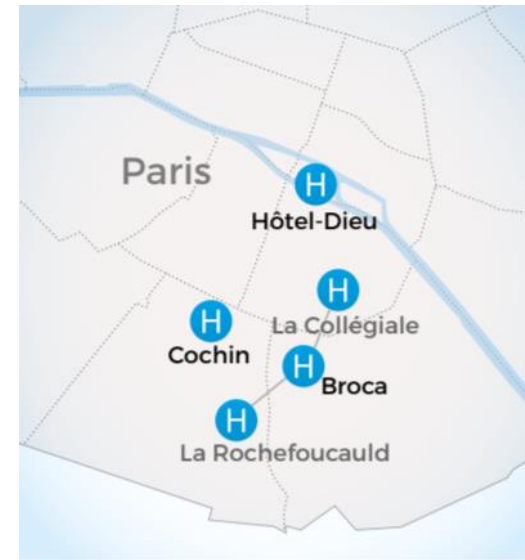 Paris
H
Hôtel-Dieu
H
La Collégiale
H
Cochin
H
Broca
H
La Rochefoucauld